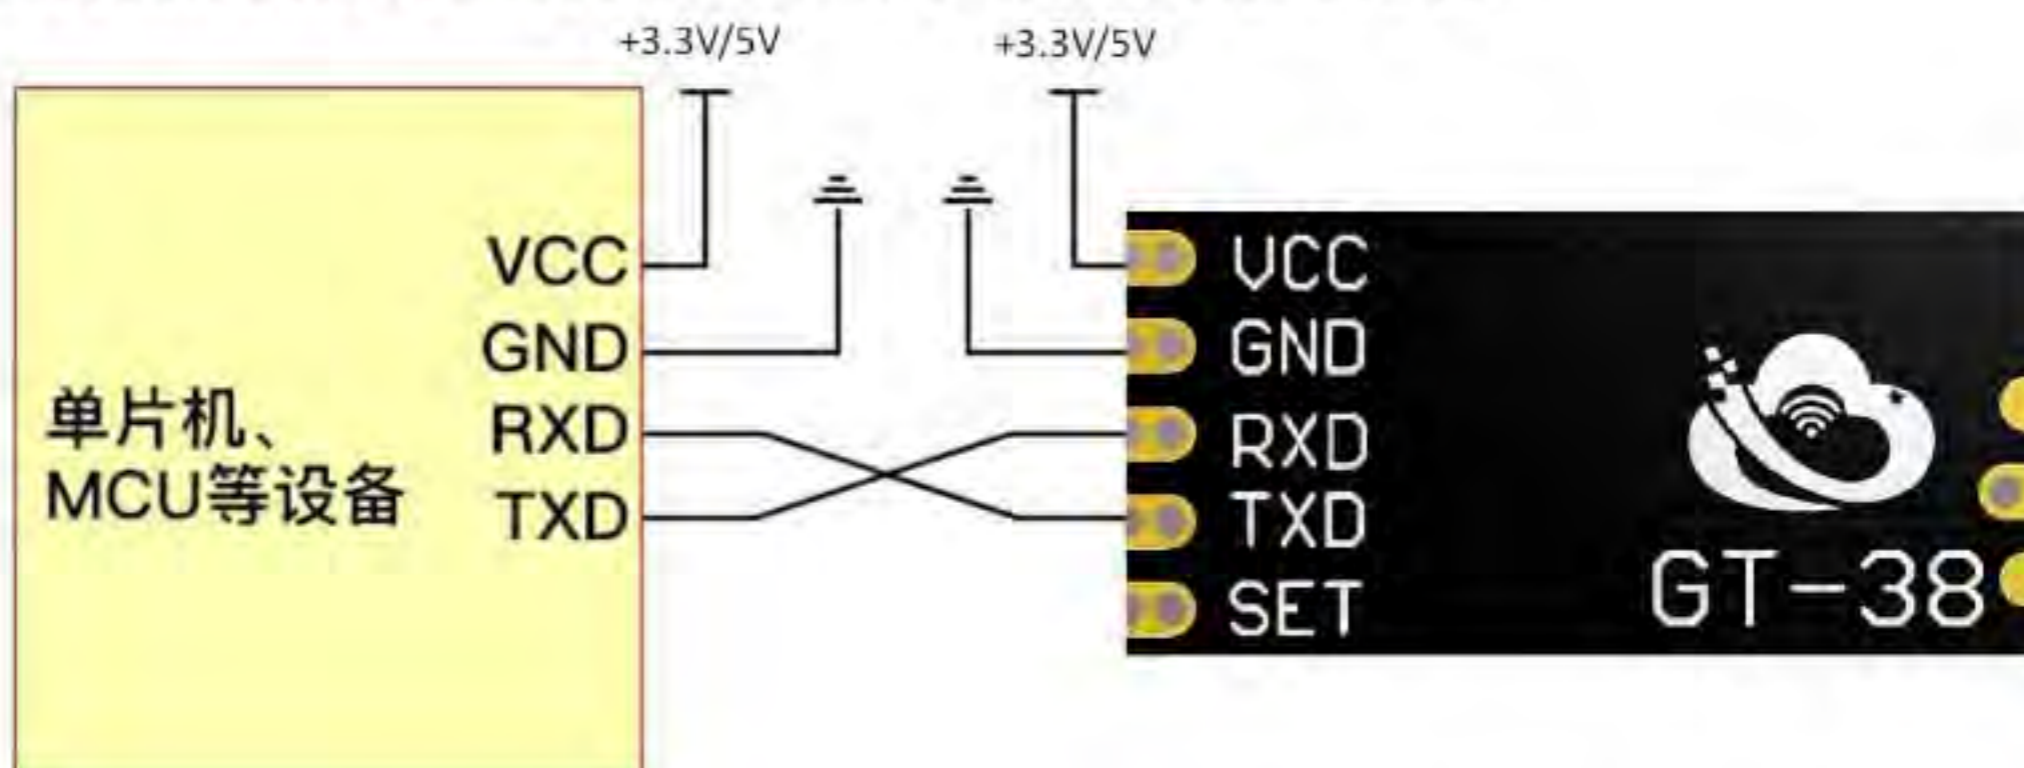 +3.3V/5V
+3.3V/5V
VCC
GND
RXD
TXD
单片机、
MCU等设备
VCC
GND
RXD
TXD
SET
GT-38